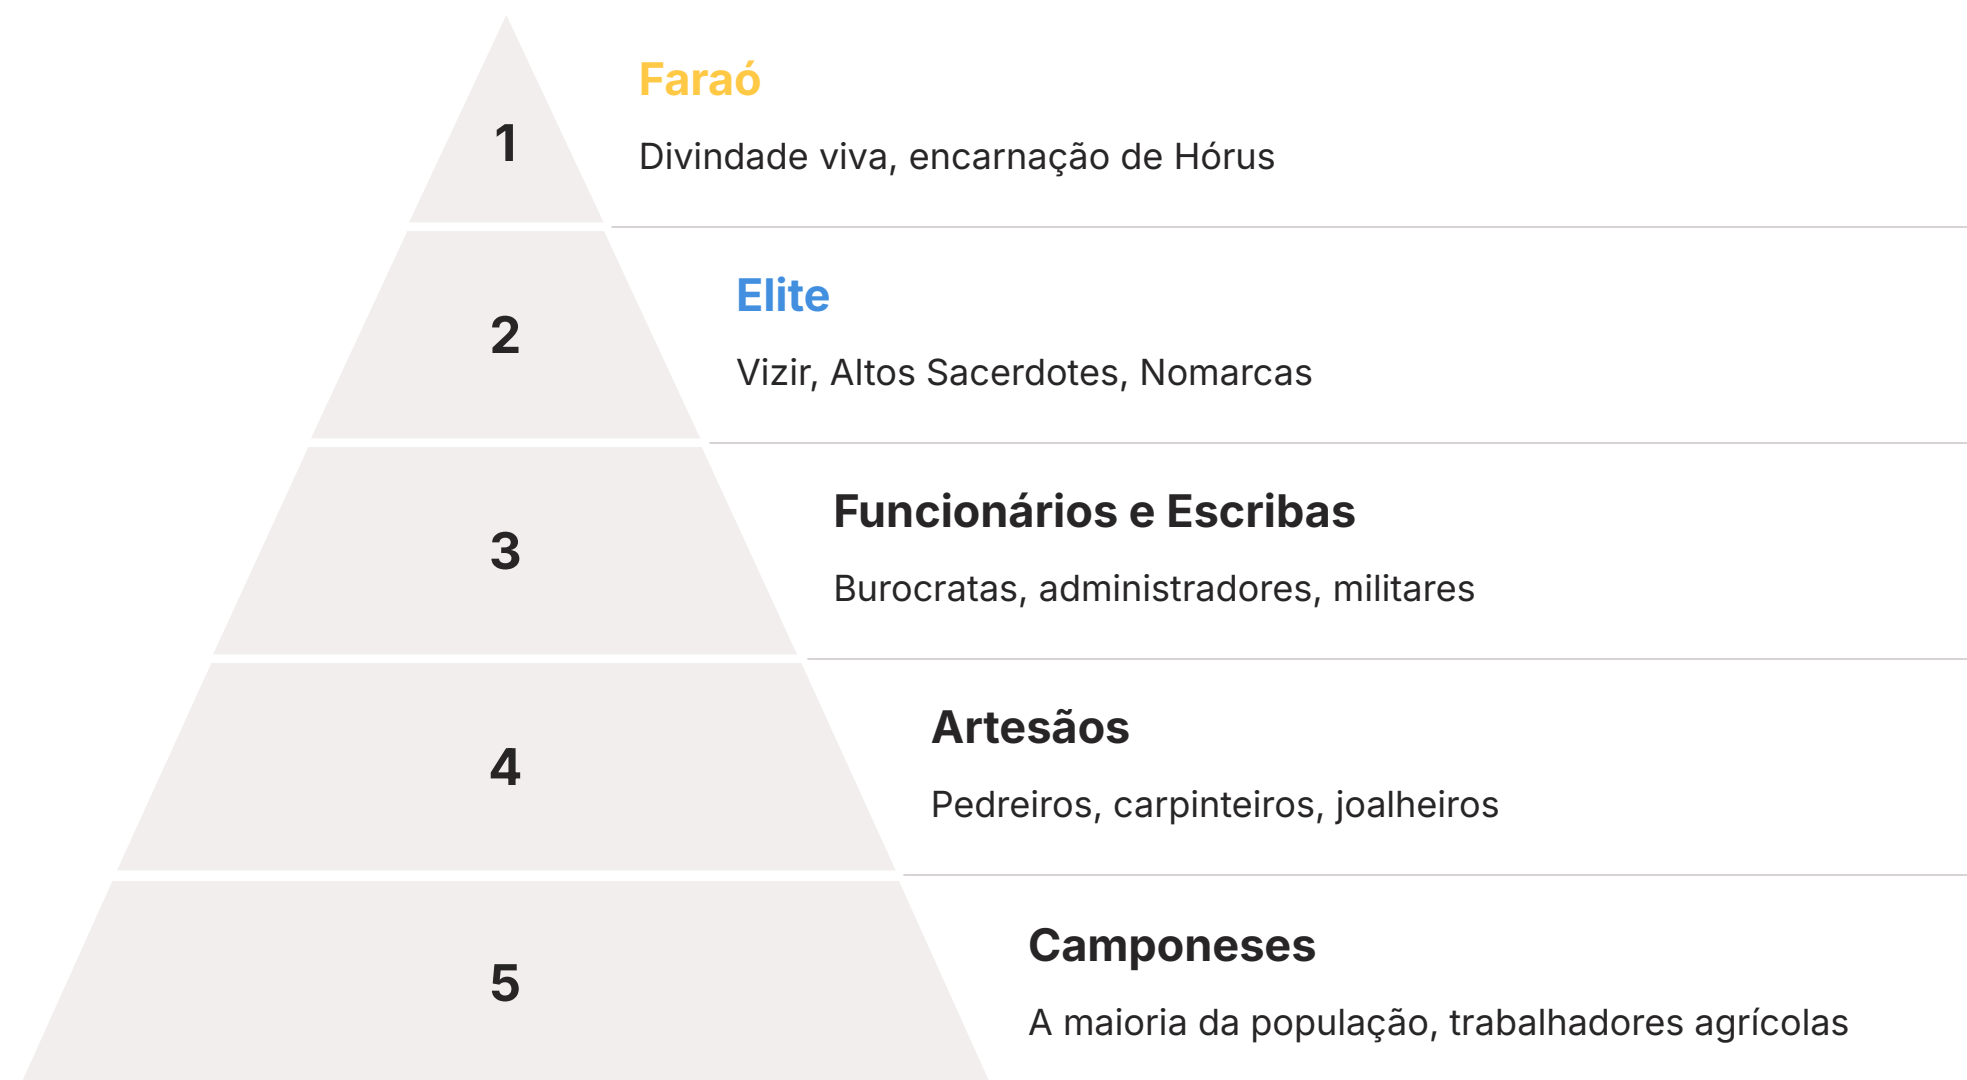 1
Faraó
Divindade viva, encarnação de Hórus
2
Elite
Vizir, Altos Sacerdotes, Nomarcas
3
Funcionários e Escribas
Burocratas, administradores, militares
4
Artesãos
Pedreiros, carpinteiros, joalheiros
5
Camponeses
A maioria da população, trabalhadores agrícolas